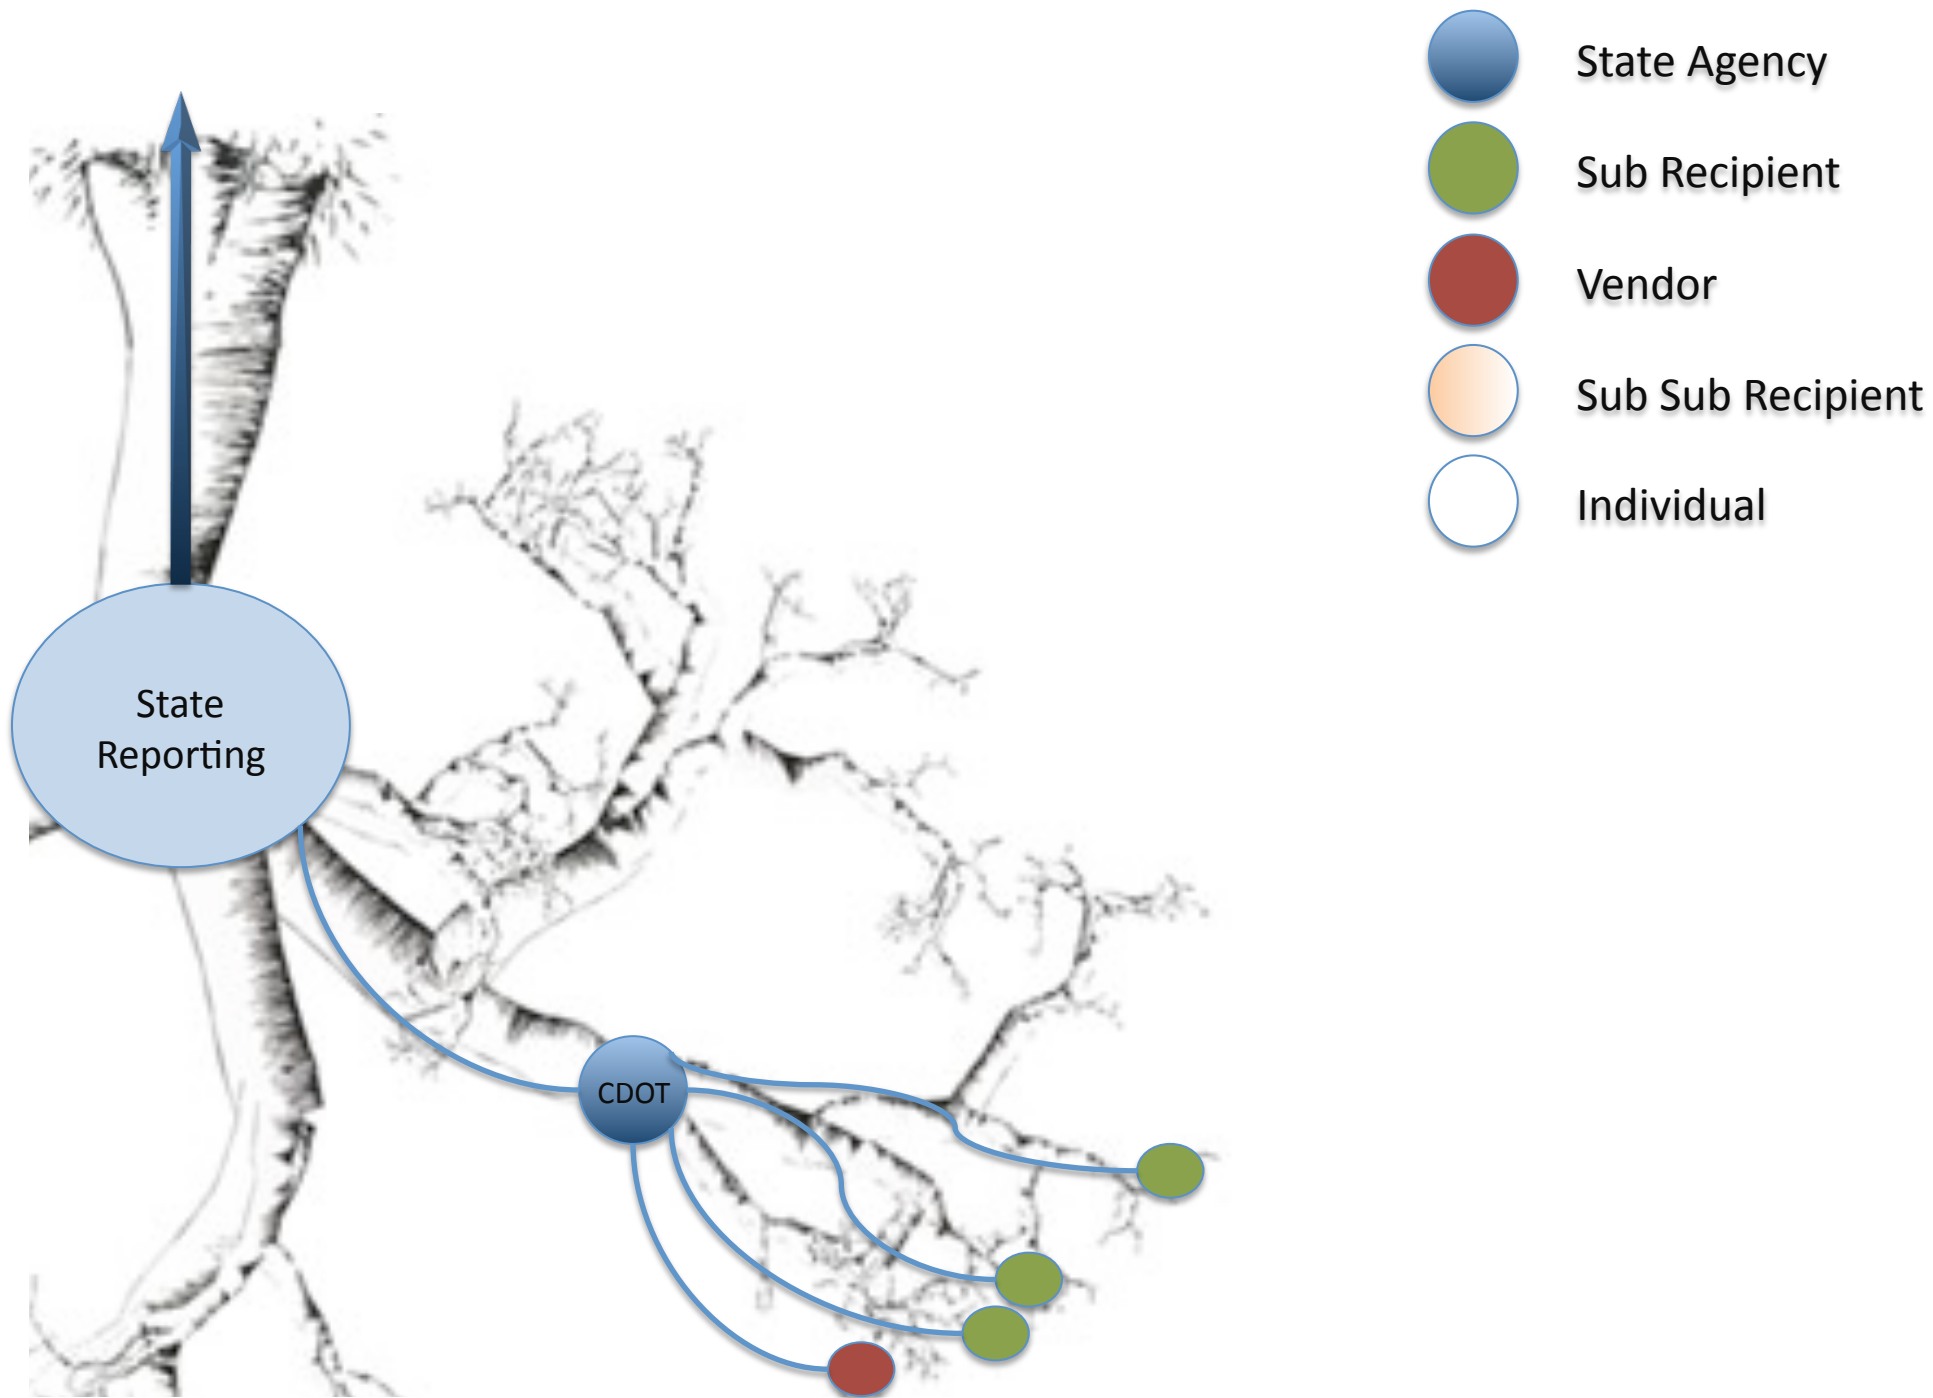 State Agency
Sub Recipient
Vendor
Sub Sub Recipient
Individual
State
Reporting
CDOT